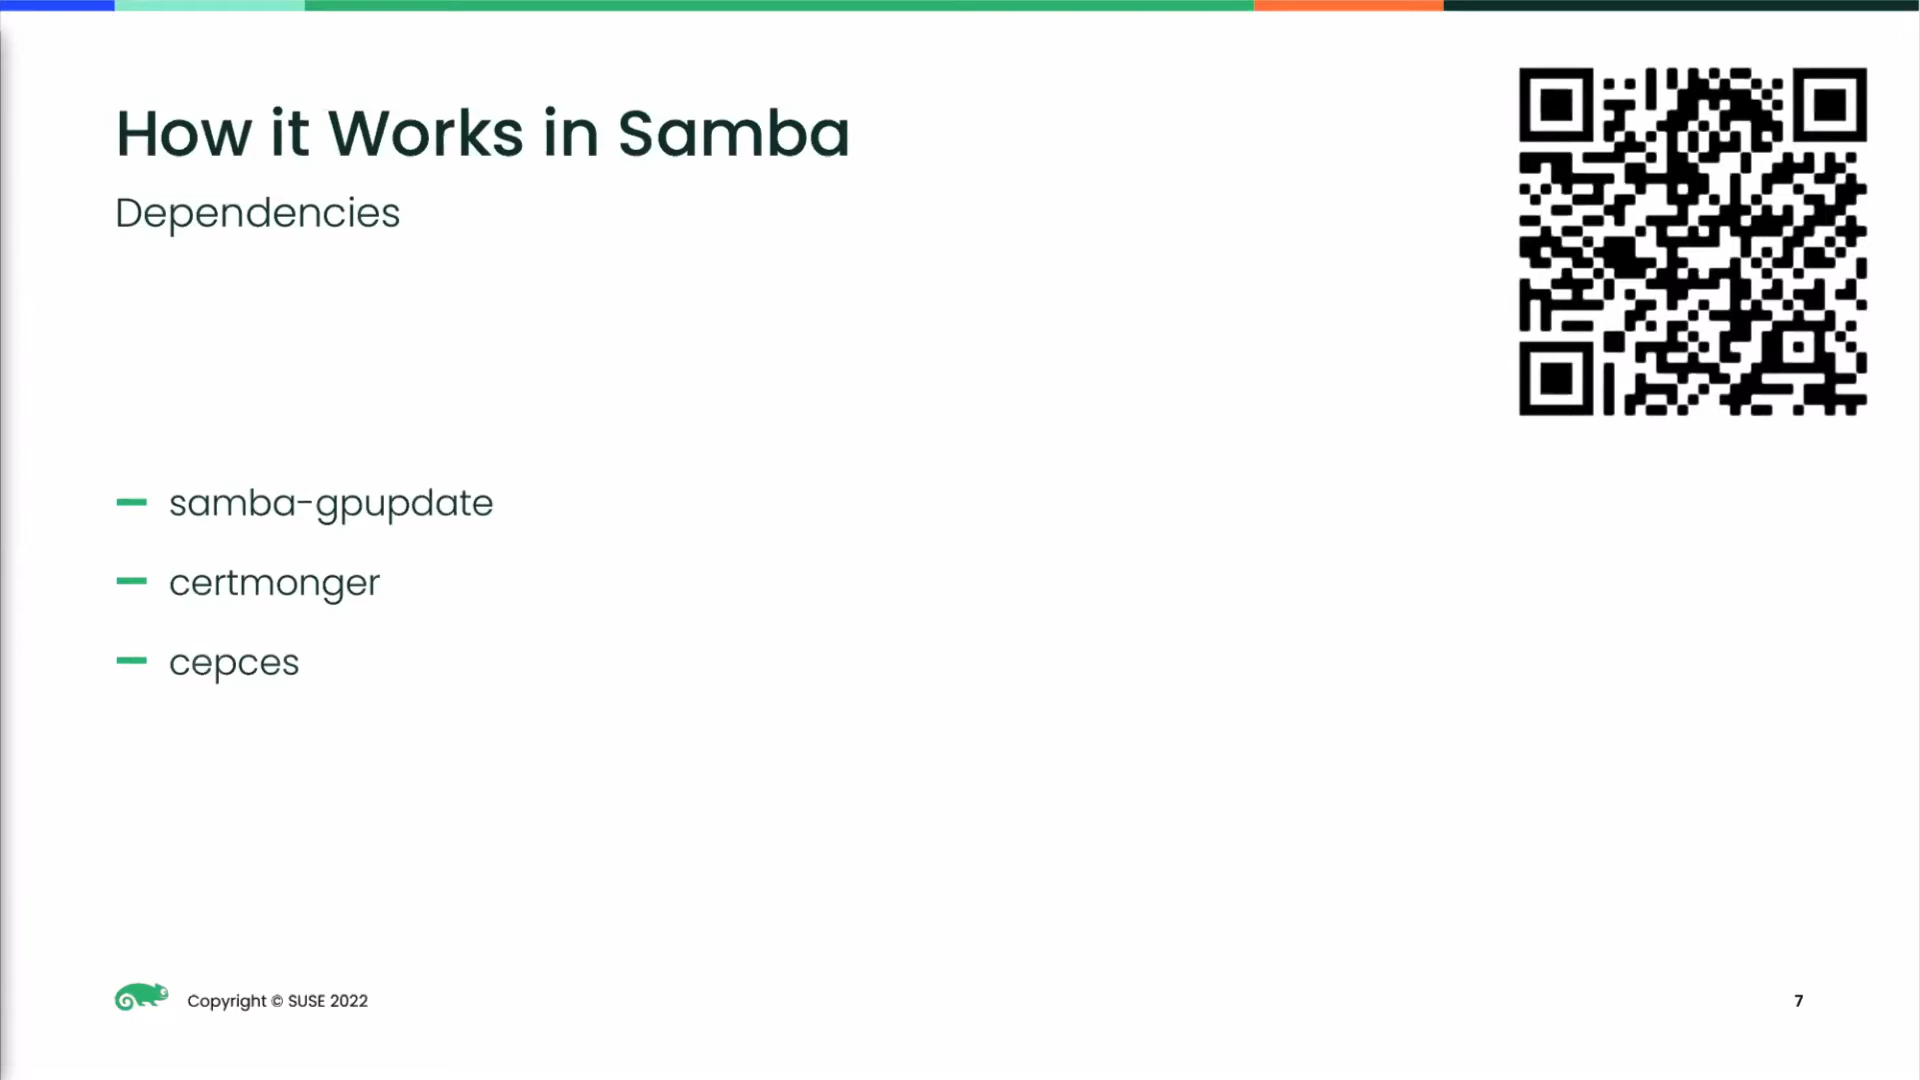 How it Works in Samba
Dependencies
samba-gpupdate
certmonger
cepces
Copyright © SUSE 2022
7